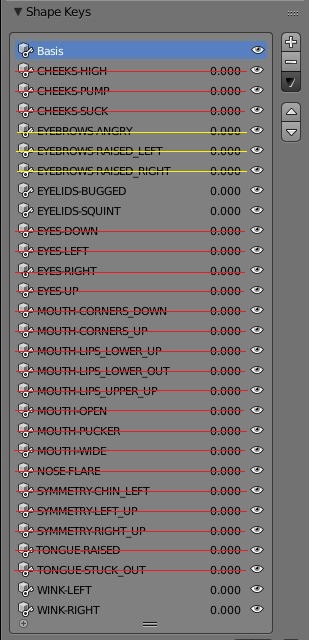 Shape Keys
Basis
CHEEKS-HIGH 0.000
CHEEKS-PUMP 0.000
CHEEKS-SUCK 0.000
EYEBROWS-ANGRY 0.000
EYEBROWS-RAISED_LEFT 0.000
EYEBROWS-RAISED_RIGHT 0.000
EYELIDS-BUGGED 0.000
EYELIDS-SQUINT 0.000
EYES-DOWN 0.000
EYES-LEFT 0.000
EYES-RIGHT 0.000
EYES-UP 0.000
MOUTH-CORNERS_DOWN 0.000
MOUTH-CORNERS_UP 0.000
MOUTH-LIPS_LOWER_UP 0.000
MOUTH-LIPS_LOWER_OUT 0.000
MOUTH-LIPS_UPPER_UP 0.000
MOUTH-OPEN 0.000
MOUTH-PUCKER 0.000
MOUTH-WIDE 0.000
NOSE-FLARE 0.000
SYMMETRY-CHIN_LEFT 0.000
SYMMETRY-LEFT_UP 0.000
SYMMETRY-RIGHT_UP 0.000
TONGUE-RAISED 0.000
TONGUE-STUCK_OUT 0.000
WINK-LEFT 0.000
WINK-RIGHT 0.000